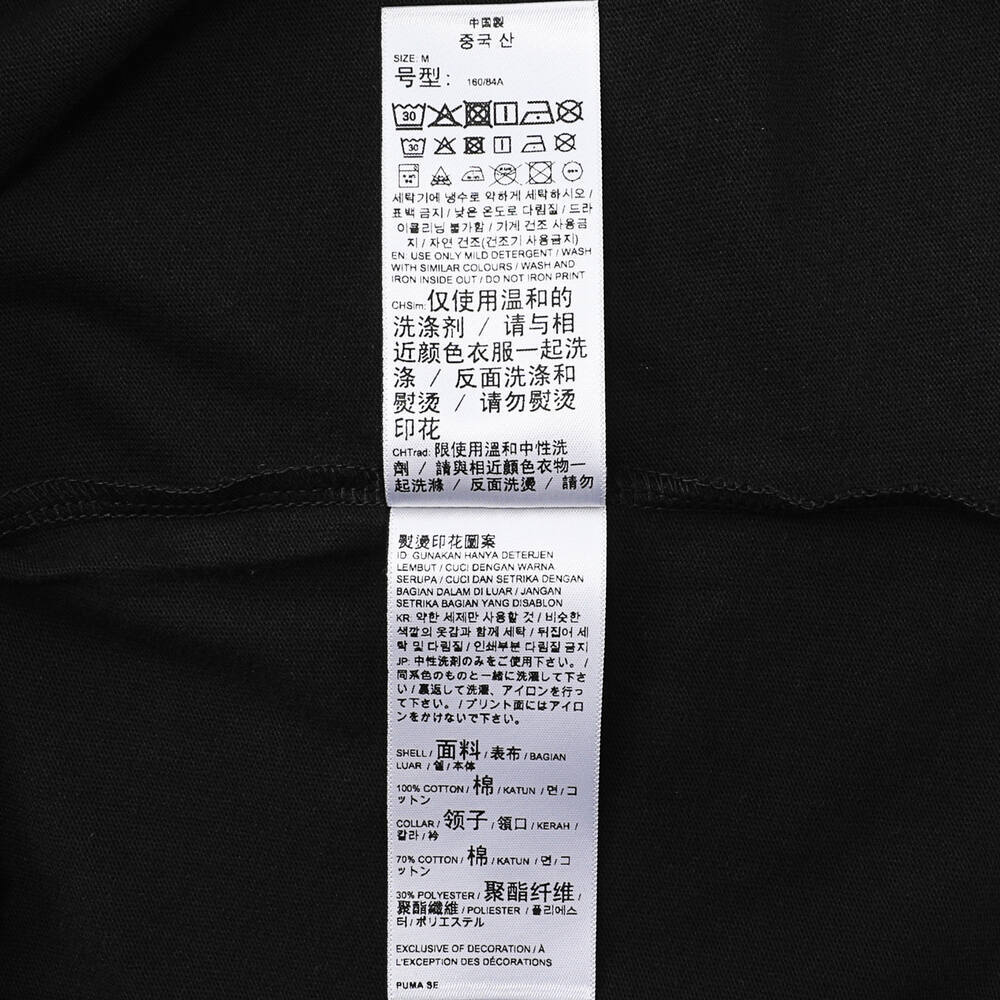 中国製
중국 산
SIZE: M
号型: 160/84A
30
30
세탁기에 냉수로 약하게 세탁하시오 /
표백 금지 / 낮은 온도로 다림질 / 드라
이클리닝 불가함 / 기계 건조 사용금
지 / 자연 건조(건조기 사용금지)
EN: USE ONLY MILD DETERGENT / WASH
WITH SIMILAR COLOURS / WASH AND
IRON INSIDE OUT / DO NOT IRON PRINT
CHSim: 仅使用温和的
洗涤剂 / 请与相
近颜色衣服一起洗
涤 / 反面洗涤和
熨烫 / 请勿熨烫
印花
CHTrad: 限使用溫和中性洗
劑 / 請與相近顏色衣物一
起洗滌 / 反面洗燙 / 請勿
熨燙印花圖案
ID: GUNAKAN HANYA DETERJEN
LEMBUT / CUCI DENGAN WARNA
SERUPA / CUCI DAN SETRIKA DENGAN
BAGIAN DALAM DI LUAR / JANGAN
SETRIKA BAGIAN YANG DISABLON
KR: 약한 세제만 사용할 것 / 비슷한
색깔의 옷감과 함께 세탁 / 뒤집어 세
탁 및 다림질 / 인쇄부분 다림질 금지
JP: 中性洗剤のみをご使用下さい。 /
同系色のものと一緒に洗濯して下さ
い / 裏返して洗濯、アイロンを行っ
て下さい。 / プリント面にはアイロ
ンをかけないで下さい。
SHELL / 面料 / 表布 / BAGIAN
LUAR / 쉘 / 本体
100% COTTON / 棉 / KATUN / 면 / コ
ットン
COLLAR / 领子 / 領口 / KERAH /
칼라 / 衿
70% COTTON / 棉 / KATUN / 면 / コ
ットン
30% POLYESTER / 聚酯纤维 /
聚酯纖維 / POLIESTER / 폴리에스
터 / ポリエステル
EXCLUSIVE OF DECORATION / À
L'EXCEPTION DES DÉCORATIONS
PUMA SE